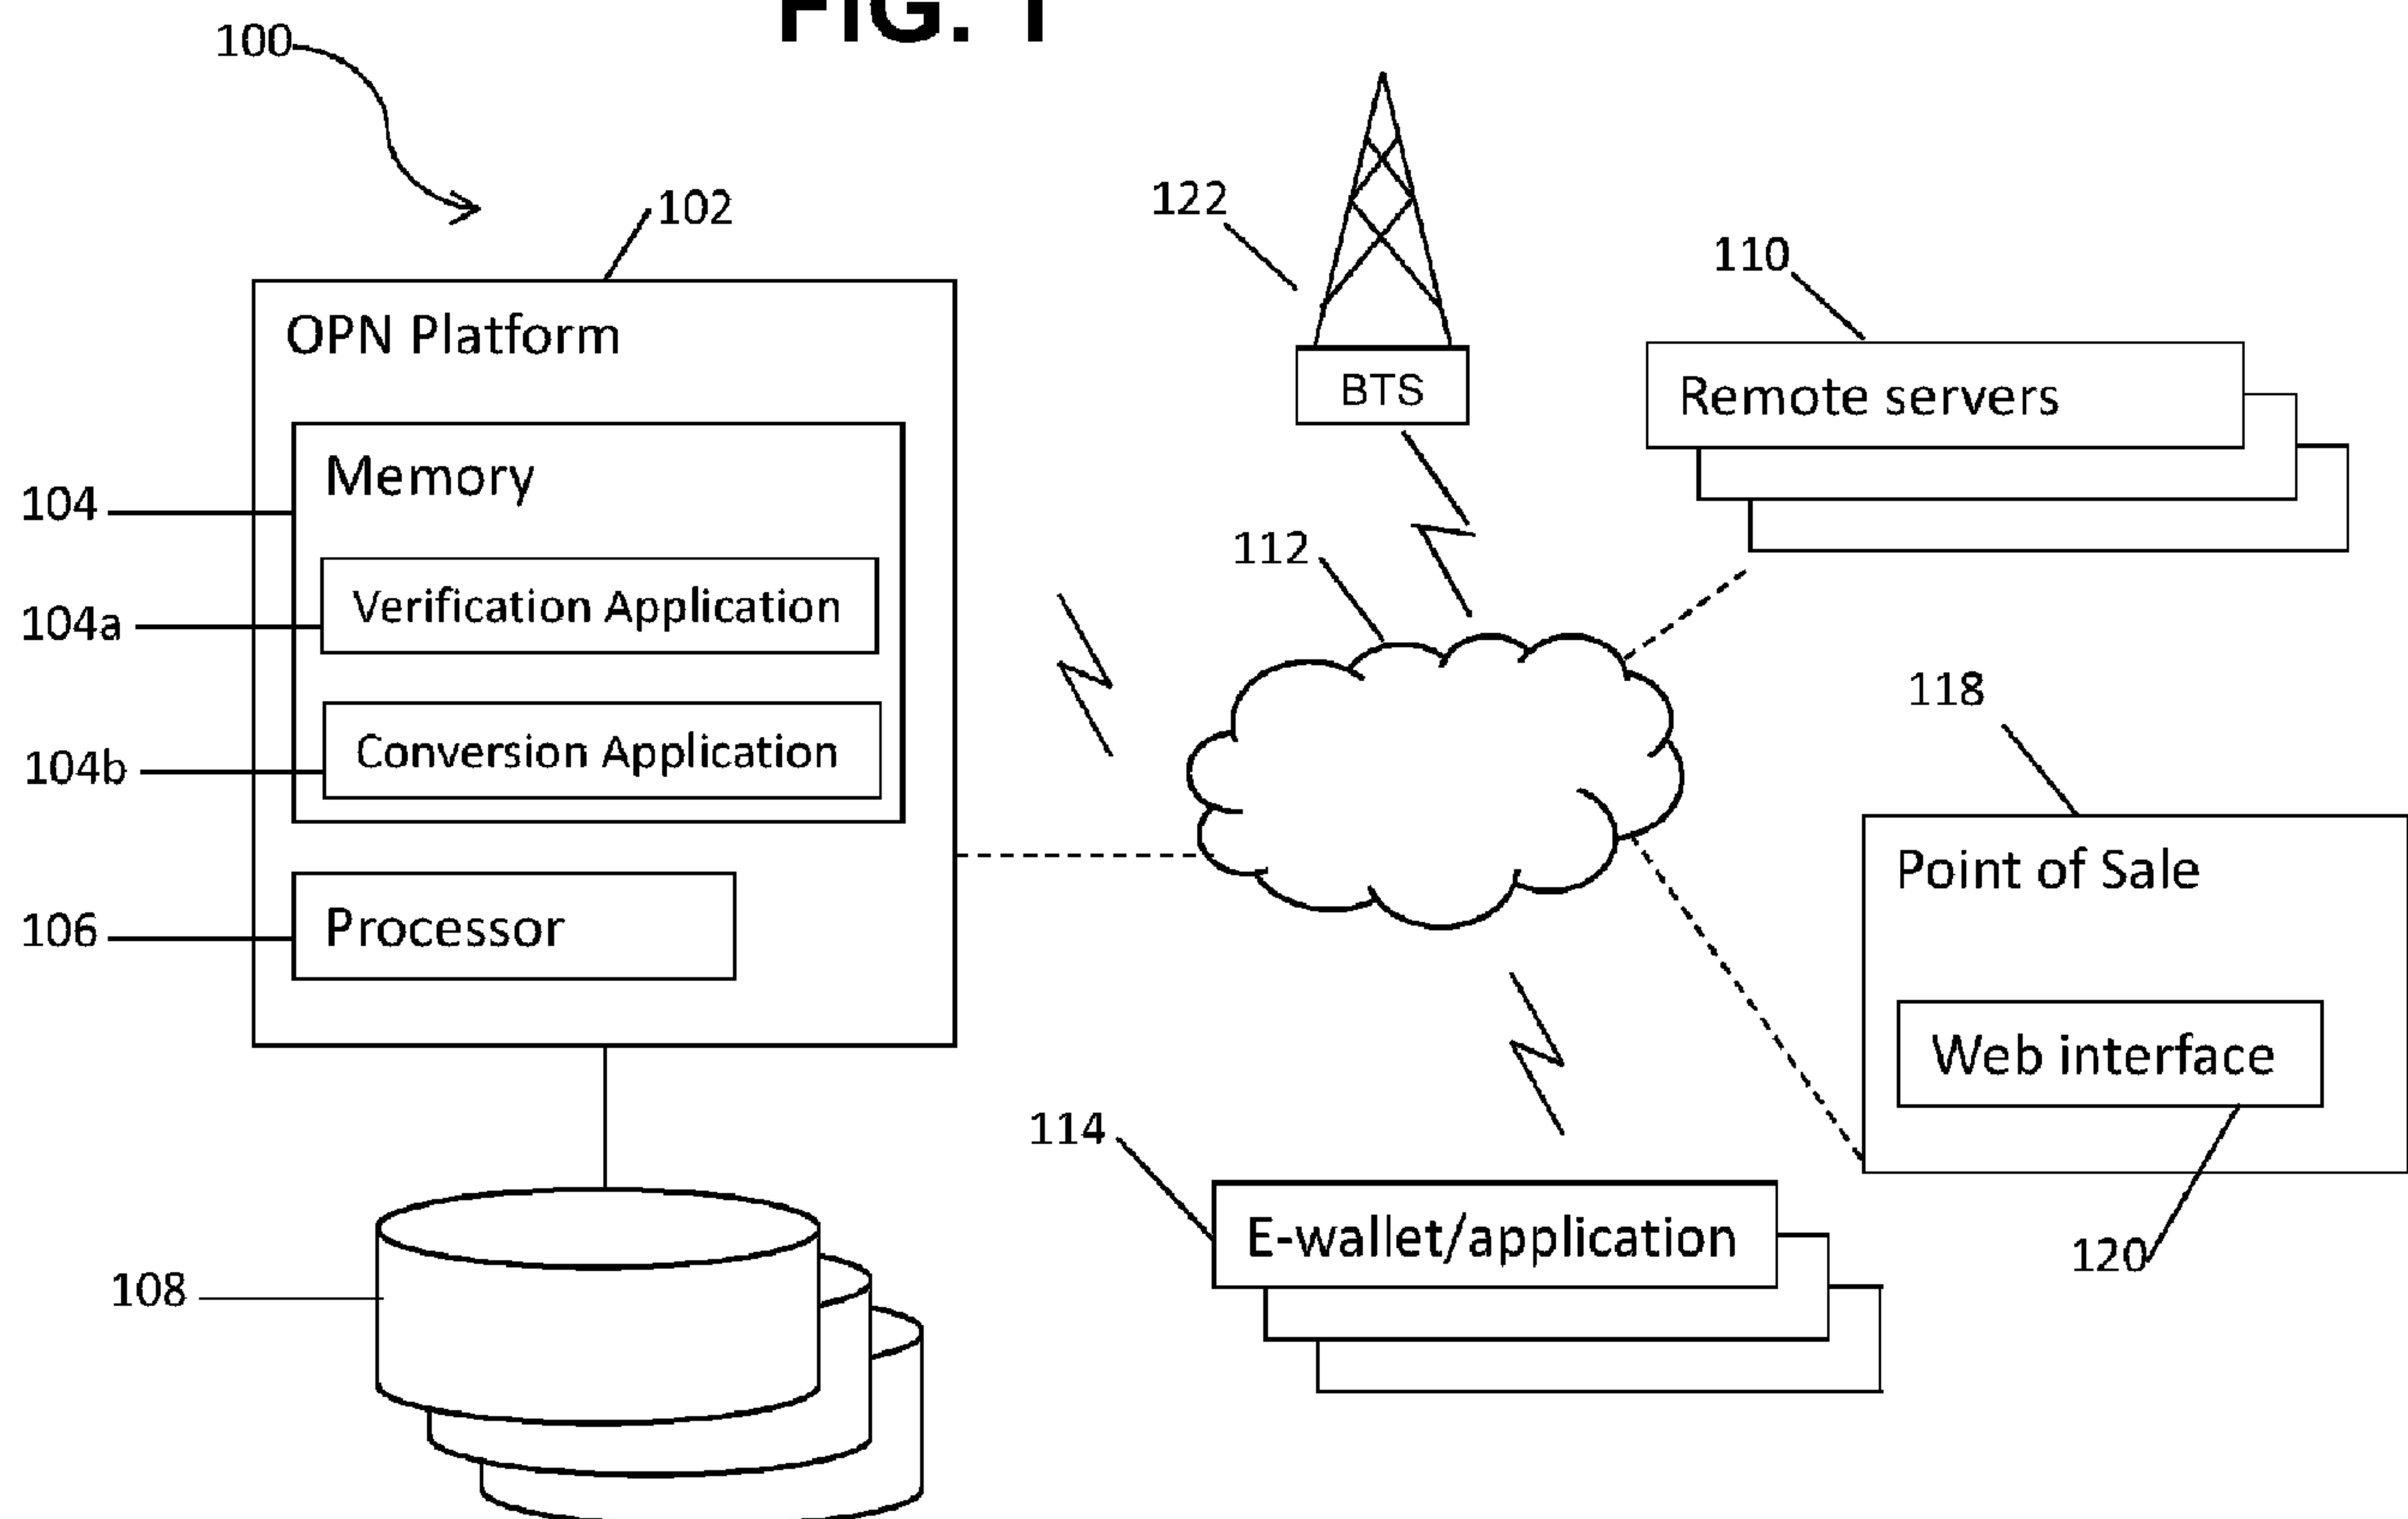 FIG. 1
100
102
122
110
OPN Platform
BTS
Remote servers
Memory
104
112
Verification Application
104a
118
Conversion Application
104b
Point of Sale
106
Processor
Web interface
114
E-wallet/application
120
108